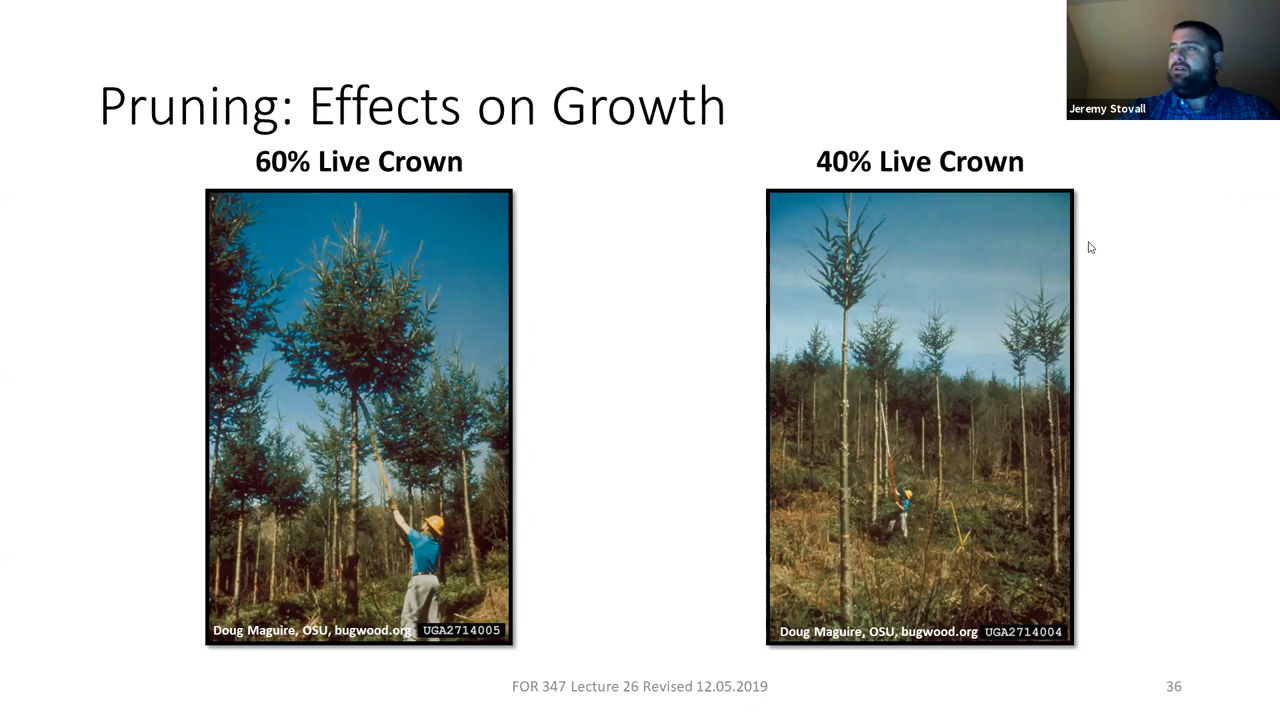 Jeremy Stovall
Pruning: Effects on Growth
60% Live Crown
40% Live Crown
Doug Maguire, OSU, bugwood.org UGA2714005
Doug Maguire, OSU, bugwood.org UGA2714004
FOR 347 Lecture 26 Revised 12.05.2019
36